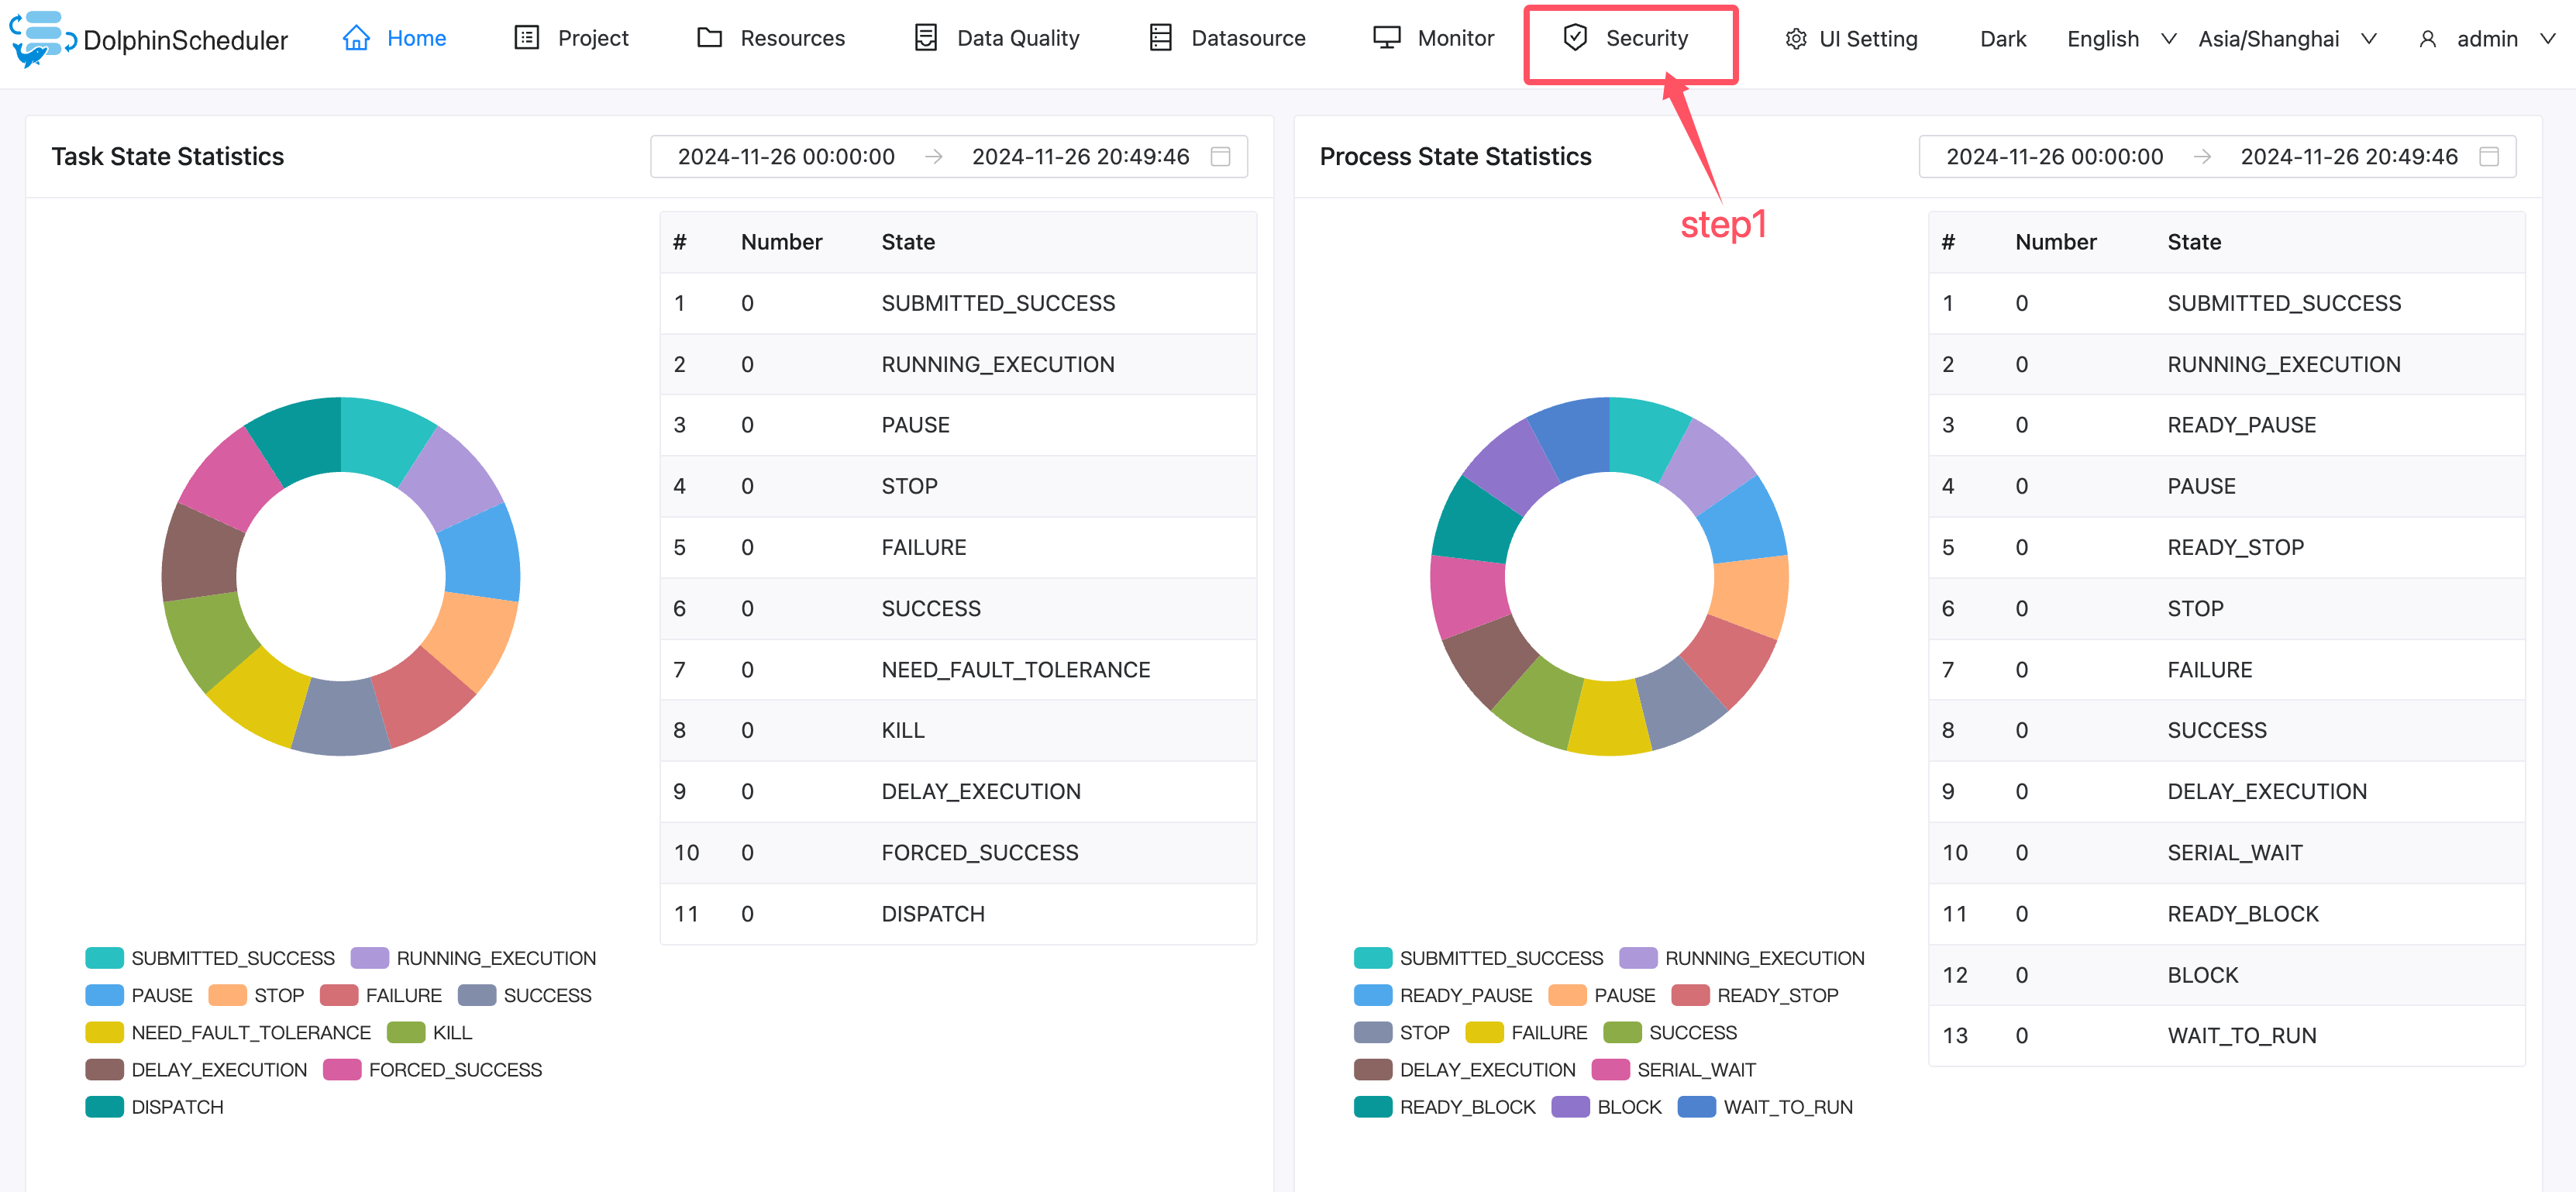 DolphinScheduler Home Project Resources Data Quality Datasource Monitor Security UI Setting Dark English Asia/Shanghai admin
step1
Task State Statistics 2024-11-26 00:00:00 2024-11-26 20:49:46
# Number State
1 0 SUBMITTED_SUCCESS
2 0 RUNNING_EXECUTION
3 0 PAUSE
4 0 STOP
5 0 FAILURE
6 0 SUCCESS
7 0 NEED_FAULT_TOLERANCE
8 0 KILL
9 0 DELAY_EXECUTION
10 0 FORCED_SUCCESS
11 0 DISPATCH
SUBMITTED_SUCCESS RUNNING_EXECUTION
PAUSE STOP FAILURE SUCCESS
NEED_FAULT_TOLERANCE KILL
DELAY_EXECUTION FORCED_SUCCESS
DISPATCH
Process State Statistics 2024-11-26 00:00:00 2024-11-26 20:49:46
# Number State
1 0 SUBMITTED_SUCCESS
2 0 RUNNING_EXECUTION
3 0 READY_PAUSE
4 0 PAUSE
5 0 READY_STOP
6 0 STOP
7 0 FAILURE
8 0 SUCCESS
9 0 DELAY_EXECUTION
10 0 SERIAL_WAIT
11 0 READY_BLOCK
12 0 BLOCK
13 0 WAIT_TO_RUN
SUBMITTED_SUCCESS RUNNING_EXECUTION
READY_PAUSE PAUSE READY_STOP
STOP FAILURE SUCCESS
DELAY_EXECUTION SERIAL_WAIT
READY_BLOCK BLOCK WAIT_TO_RUN